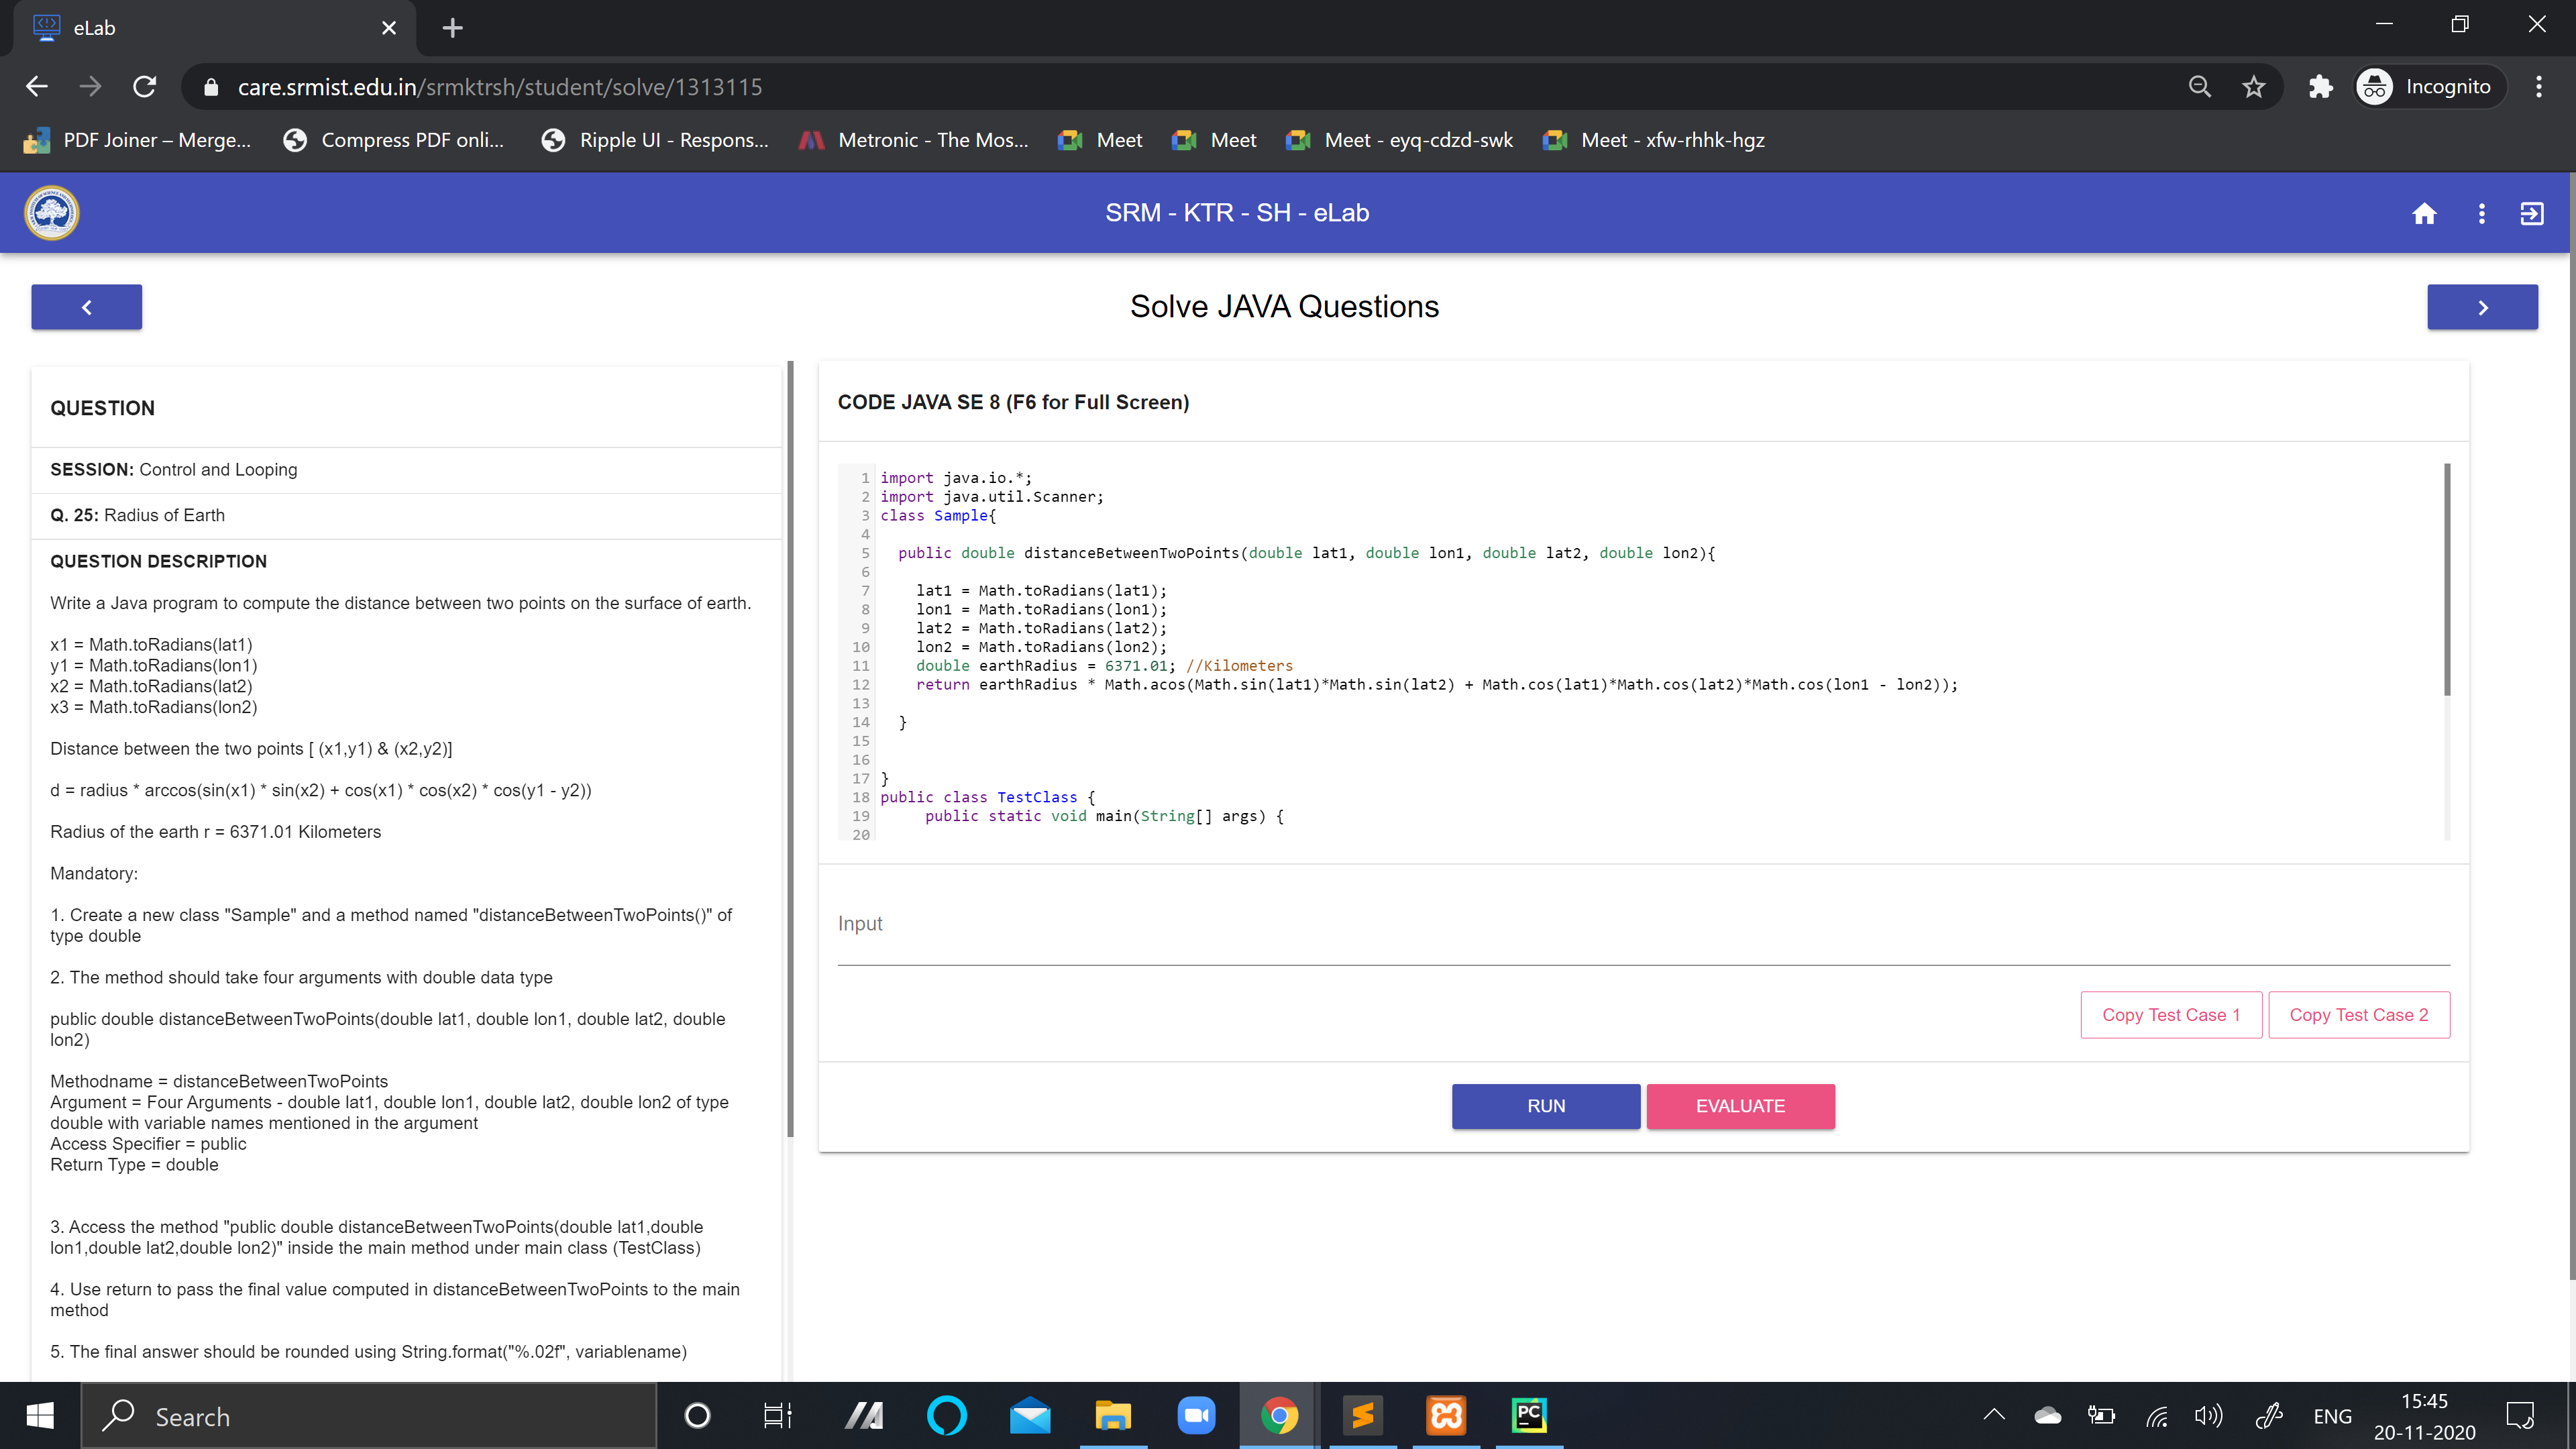 eLab
care.srmist.edu.in/srmktrsh/student/solve/1313115
Incognito
PDF Joiner – Merge...
Compress PDF onli...
Ripple UI - Respons...
Metronic - The Mos...
Meet
Meet
Meet - eyq-cdzd-swk
Meet - xfw-rhhk-hgz
SRM - KTR - SH - eLab
Solve JAVA Questions
QUESTION
SESSION: Control and Looping
Q. 25: Radius of Earth
QUESTION DESCRIPTION
Write a Java program to compute the distance between two points on the surface of earth.
x1 = Math.toRadians(lat1)
y1 = Math.toRadians(lon1)
x2 = Math.toRadians(lat2)
x3 = Math.toRadians(lon2)
Distance between the two points [ (x1,y1) & (x2,y2)]
d = radius * arccos(sin(x1) * sin(x2) + cos(x1) * cos(x2) * cos(y1 - y2))
Radius of the earth r = 6371.01 Kilometers
Mandatory:
1. Create a new class "Sample" and a method named "distanceBetweenTwoPoints()" of
type double
2. The method should take four arguments with double data type
public double distanceBetweenTwoPoints(double lat1, double lon1, double lat2, double
lon2)
Methodname = distanceBetweenTwoPoints
Argument = Four Arguments - double lat1, double lon1, double lat2, double lon2 of type
double with variable names mentioned in the argument
Access Specifier = public
Return Type = double
3. Access the method "public double distanceBetweenTwoPoints(double lat1,double
lon1,double lat2,double lon2)" inside the main method under main class (TestClass)
4. Use return to pass the final value computed in distanceBetweenTwoPoints to the main
method
5. The final answer should be rounded using String.format("%.02f", variablename)
CODE JAVA SE 8 (F6 for Full Screen)
1 import java.io.*;
2 import java.util.Scanner;
3 class Sample{
4
5 public double distanceBetweenTwoPoints(double lat1, double lon1, double lat2, double lon2){
6
7 lat1 = Math.toRadians(lat1);
8 lon1 = Math.toRadians(lon1);
9 lat2 = Math.toRadians(lat2);
10 lon2 = Math.toRadians(lon2);
11 double earthRadius = 6371.01; //Kilometers
12 return earthRadius * Math.acos(Math.sin(lat1)*Math.sin(lat2) + Math.cos(lat1)*Math.cos(lat2)*Math.cos(lon1 - lon2));
13
14 }
15
16
17 }
18 public class TestClass {
19 public static void main(String[] args) {
20
Input
Copy Test Case 1
Copy Test Case 2
RUN
EVALUATE
Search
PC
ENG
15:45
20-11-2020